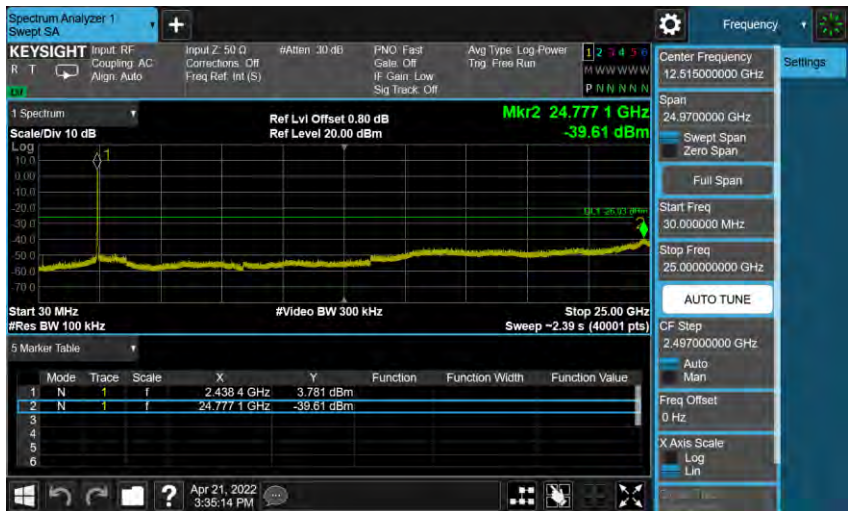 Spectrum Analyzer 1
Swept SA
+
Frequency
KEYSIGHT
R T
Input: RF
Coupling: AC
Align: Auto
Input Z: 50 Ω
Corrections: Off
Freq Ref: Int (S)
#Atten: 30 dB
PNO: Fast
Gate: Off
IF Gain: Low
Sig Track: Off
Avg Type: Log-Power
Trig: Free Run
1 2 3 4 5 6
M W W W W W
P N N N N N
1 Spectrum
Scale/Div 10 dB
Ref Lvl Offset 0.80 dB
Ref Level 20.00 dBm
Mkr2 24.777 1 GHz
-39.61 dBm
Log
10.0
0.00
-10.0
-20.0
-30.0
-40.0
-50.0
-60.0
-70.0
1
2
Start 30 MHz
#Res BW 100 kHz
#Video BW 300 kHz
Stop 25.00 GHz
Sweep ~2.39 s (40001 pts)
5 Marker Table
Mode Trace Scale X Y Function Function Width Function Value
1 N 1 f 2.438 4 GHz 3.781 dBm
2 N 1 f 24.777 1 GHz -39.61 dBm
3
4
5
6
?
Apr 21, 2022
3:35:14 PM
Center Frequency
12.515000000 GHz
Settings
Span
24.9700000 GHz
Swept Span
Zero Span
Full Span
Start Freq
30.000000 MHz
Stop Freq
25.000000000 GHz
AUTO TUNE
CF Step
2.497000000 GHz
Auto
Man
Freq Offset
0 Hz
X Axis Scale
Log
Lin